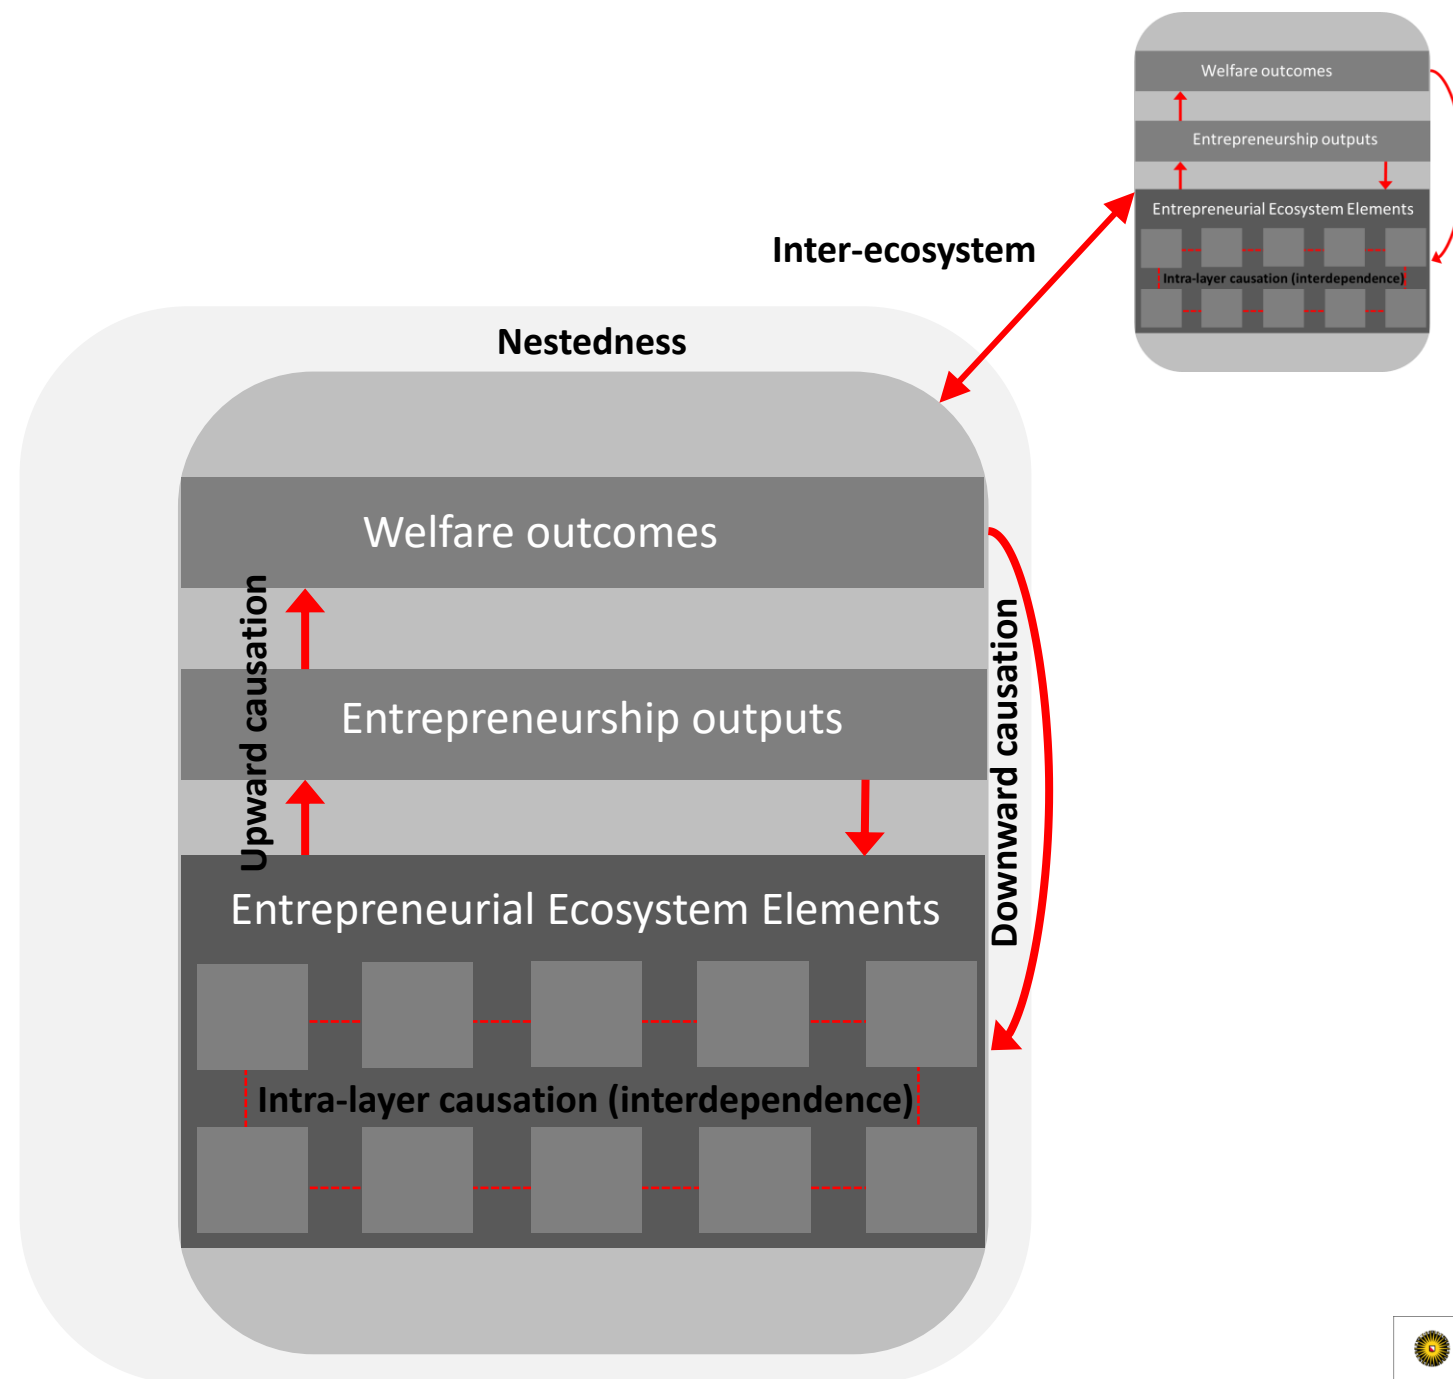 Welfare outcomes
Entrepreneurship outputs
Entrepreneurial Ecosystem Elements
Intra-layer causation (interdependence)
Inter-ecosystem
Nestedness
Welfare outcomes
Upward causation
Entrepreneurship outputs
Downward causation
Entrepreneurial Ecosystem Elements
Intra-layer causation (interdependence)